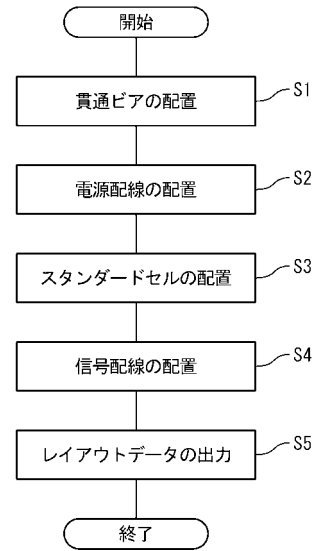 開始
貫通ビアの配置
S1
電源配線の配置
S2
スタンダードセルの配置
S3
信号配線の配置
S4
レイアウトデータの出力
S5
終了